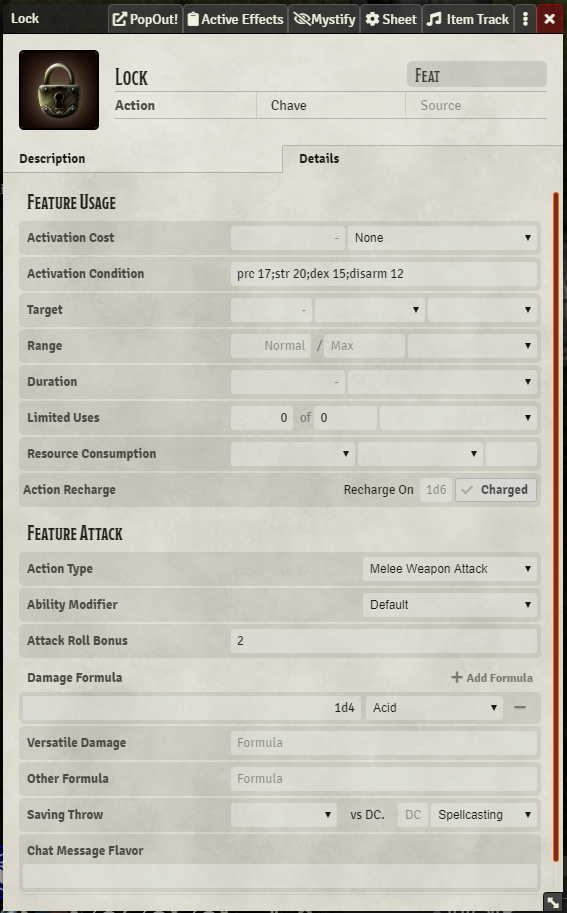 Lock PopOut! Active Effects Mystify Sheet Item Track
Lock Feat
Action Chave Source
Description Details
Feature Usage
Activation Cost - None
Activation Condition prc 17;str 20;dex 15;disarm 12
Target -
Range Normal / Max
Duration -
Limited Uses 0 of 0
Resource Consumption
Action Recharge Recharge On 1d6 Charged
Feature Attack
Action Type Melee Weapon Attack
Ability Modifier Default
Attack Roll Bonus 2
Damage Formula + Add Formula
1d4 Acid
Versatile Damage Formula
Other Formula Formula
Saving Throw vs DC. DC Spellcasting
Chat Message Flavor